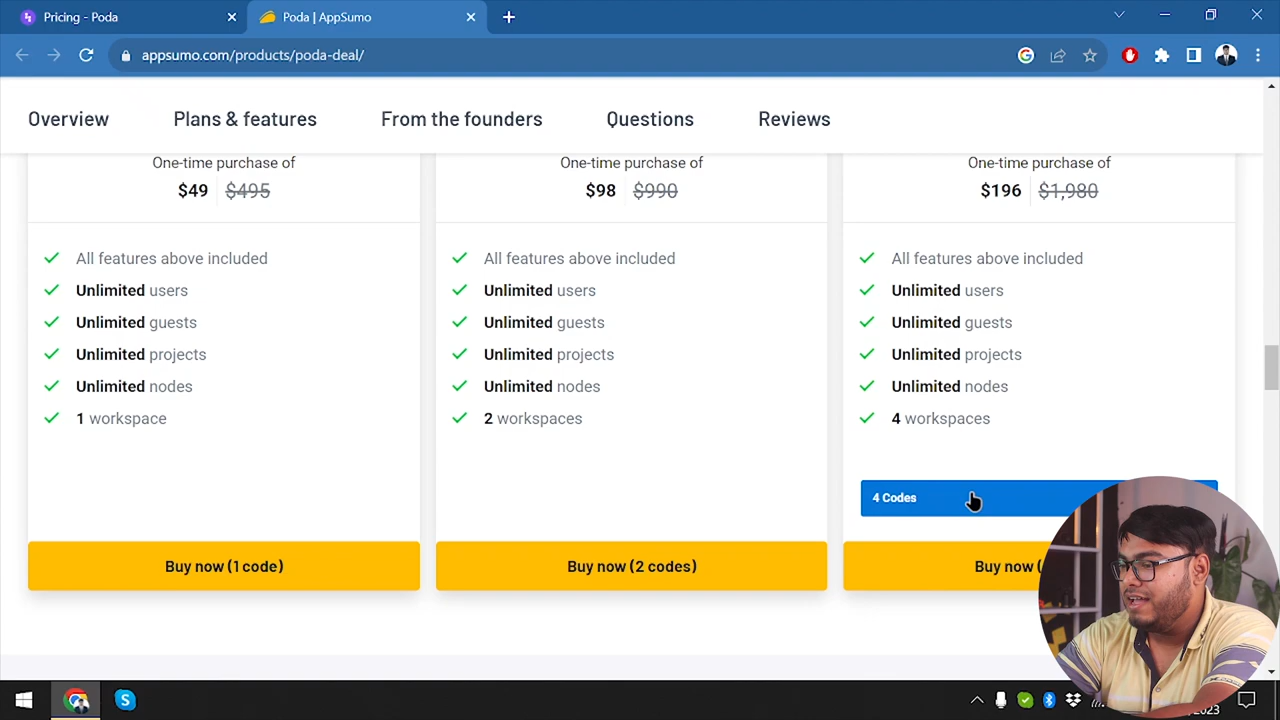 Pricing - Poda
Poda | AppSumo
appsumo.com/products/poda-deal/
Overview
Plans & features
From the founders
Questions
Reviews
One-time purchase of
$49 $495
All features above included
Unlimited users
Unlimited guests
Unlimited projects
Unlimited nodes
1 workspace
Buy now (1 code)
One-time purchase of
$98 $990
All features above included
Unlimited users
Unlimited guests
Unlimited projects
Unlimited nodes
2 workspaces
Buy now (2 codes)
One-time purchase of
$196 $1,980
All features above included
Unlimited users
Unlimited guests
Unlimited projects
Unlimited nodes
4 workspaces
4 Codes
Buy now (